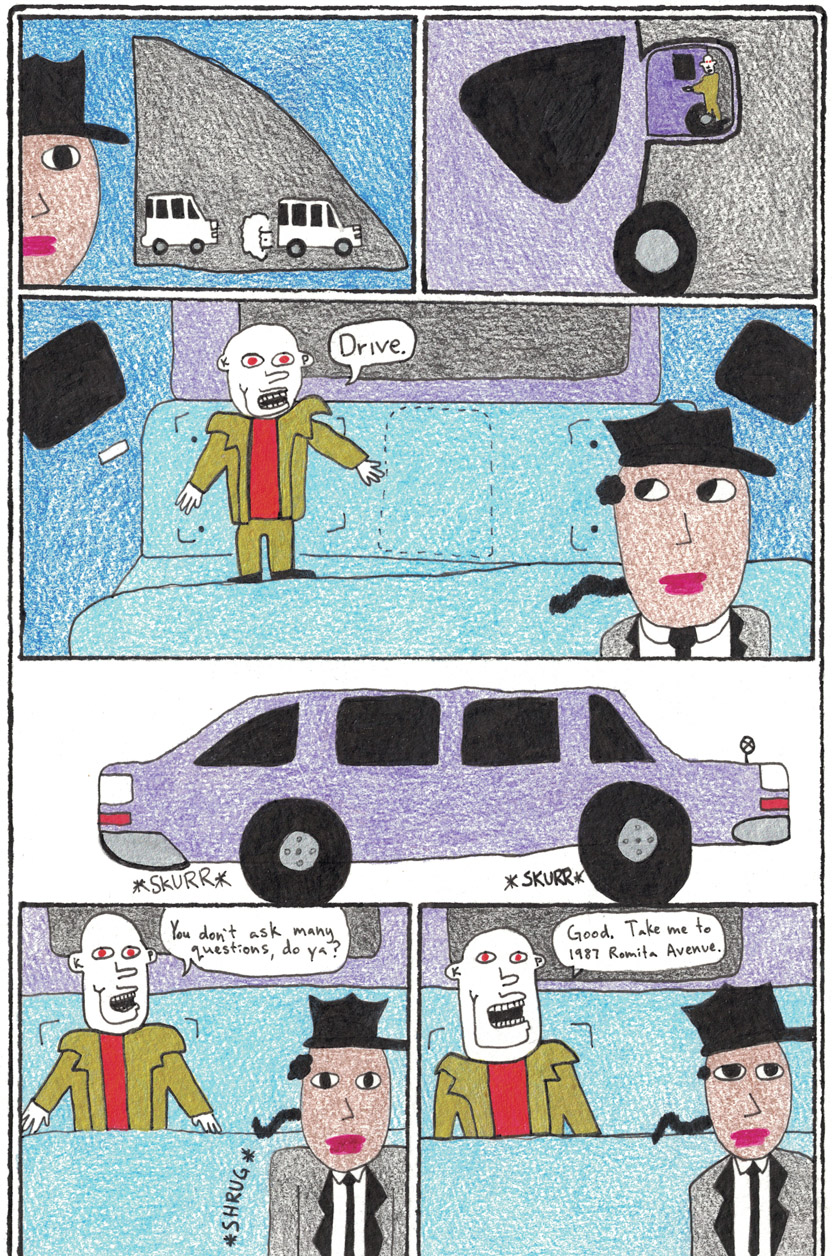 Drive.
*SKURR*
*SKURR*
You don't ask many
questions, do ya?
*SHRUG*
Good. Take me to
1987 Romita Avenue.